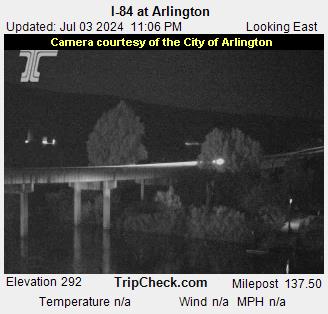 I-84 at Arlington
Updated: Jul 03 2024 11:06 PM Looking East
Camera courtesy of the City of Arlington
Elevation 292 TripCheck.com Milepost 137.50
Temperature n/a Wind n/a MPH n/a